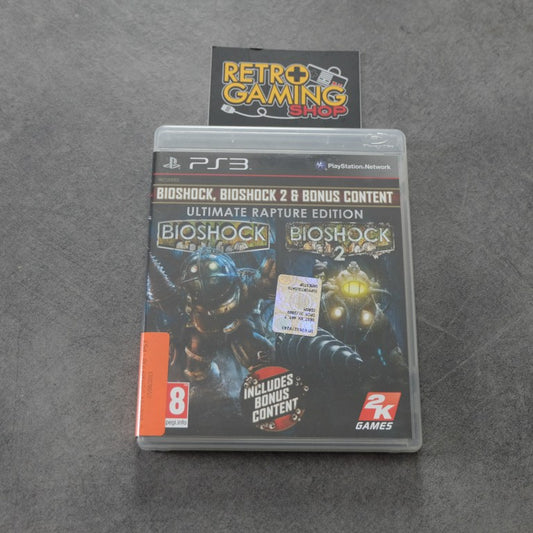 RETRO
GAMING
SHOP
PS3
PlayStation Network
BIOSHOCK, BIOSHOCK 2 & BONUS CONTENT
ULTIMATE RAPTURE EDITION
BIOSHOCK
BIOSHOCK
2
INCLUDES
BONUS
CONTENT
8
pegi.info
2K
GAMES